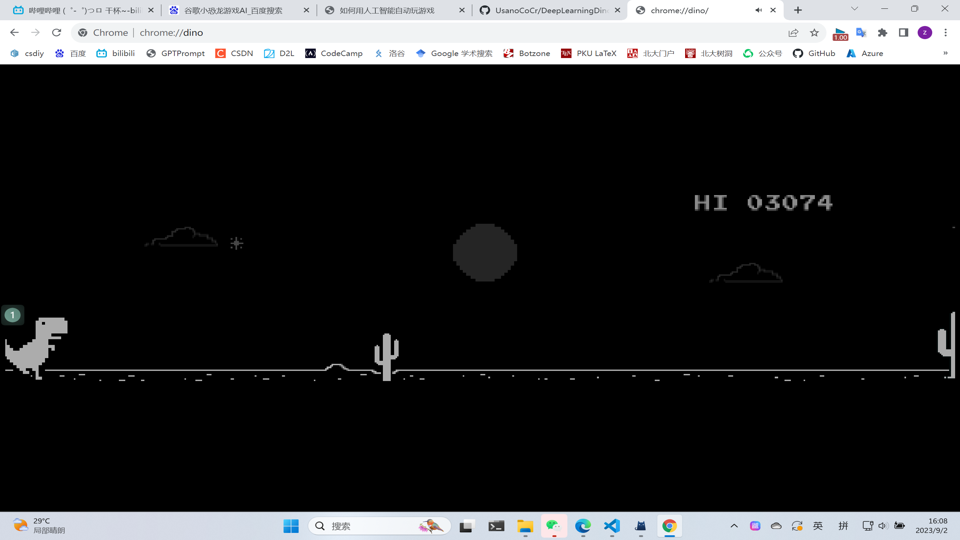 哔哩哔哩 (゜-゜)つロ 干杯~-bili
谷歌小恐龙游戏AI_百度搜索
如何用人工智能自动玩游戏
UsanoCoCr/DeepLearningDin
chrome://dino/
Chrome | chrome://dino
1.00
z
csdiy
百度
bilibili
GPTPrompt
CSDN
D2L
CodeCamp
洛谷
Google 学术搜索
Botzone
PKU LaTeX
北大门户
北大树洞
公众号
GitHub
Azure
»
HI 03074
1
29°C
局部晴朗
搜索
英
拼
16:08
2023/9/2